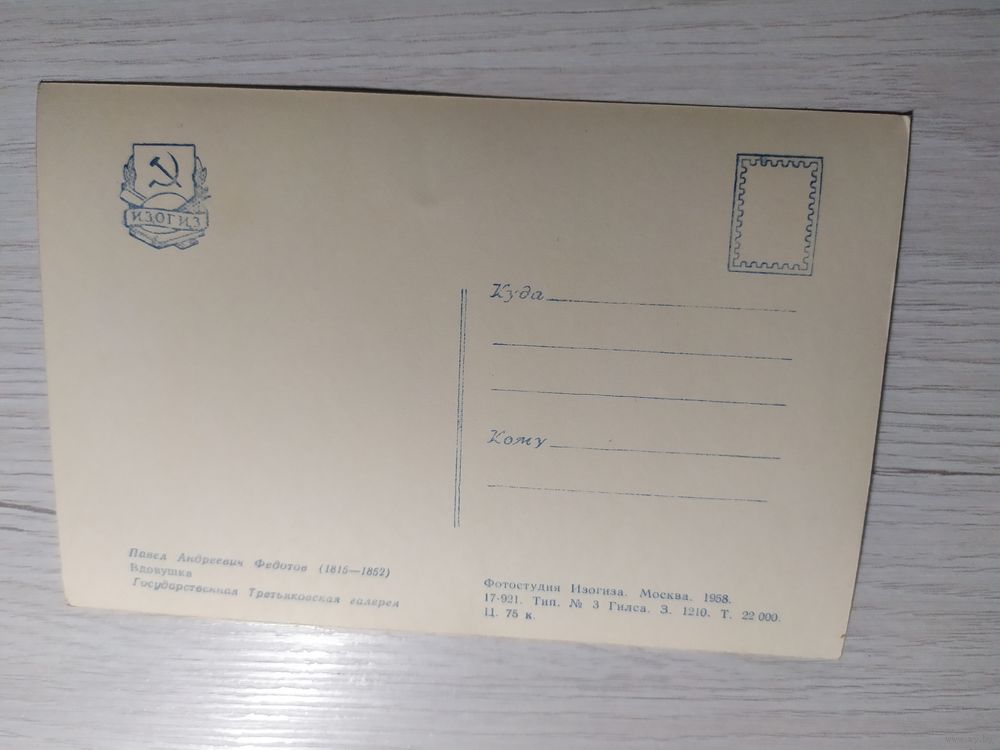 ИЗОГИЗ
Куда
Кому
Павел Андреевич Федотов (1815—1852)
Вдовушка
Государственная Третьяковская галерея
Фотостудия Изогиза. Москва. 1958.
17-921. Тип. № 3 Гилса. З. 1210. Т. 22 000.
Ц. 75 к.